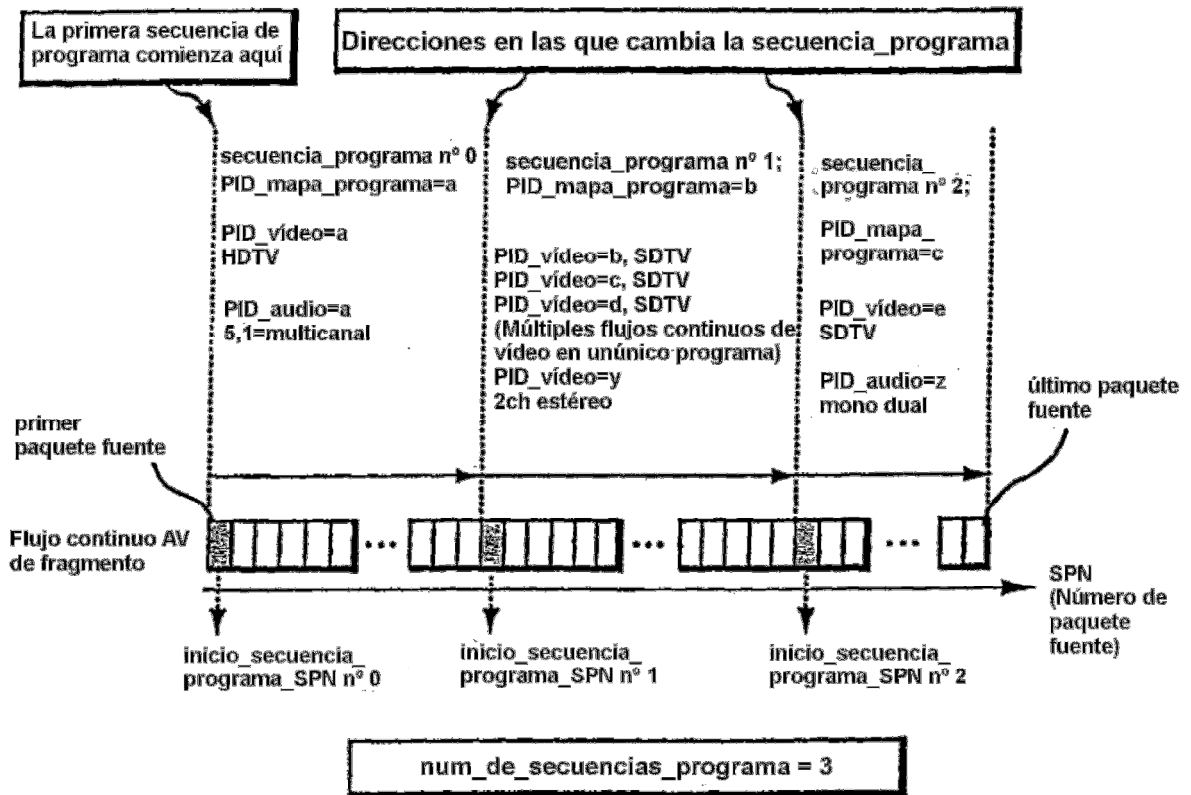 La primera secuencia de
programa comienza aquí
Direcciones en las que cambia la secuencia_programa
secuencia_programa nº 0
PID_mapa_programa=a
PID_vídeo=a
HDTV
PID_audio=a
5,1=multicanal
secuencia_programa nº 1;
PID_mapa_programa=b
PID_vídeo=b, SDTV
PID_vídeo=c, SDTV
PID_vídeo=d, SDTV
(Múltiples flujos continuos de
vídeo en unúnico programa)
PID_vídeo=y
2ch estéreo
secuencia_
programa nº 2;
PID_mapa_
programa=c
PID_vídeo=e
SDTV
PID_audio=z
mono dual
primer
paquete fuente
último paquete
fuente
Flujo continuo AV
de fragmento
...
...
...
SPN
(Número de
paquete
fuente)
inicio_secuencia_
programa_SPN nº 0
inicio_secuencia_
programa_SPN nº 1
inicio_secuencia_
programa_SPN nº 2
num_de_secuencias_programa = 3